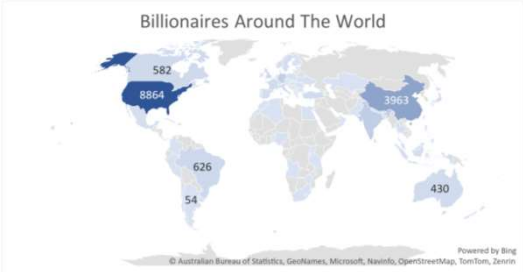 Billionaires Around The World
582
8864
3963
626
430
54
Powered by Bing
© Australian Bureau of Statistics, GeoNames, Microsoft, Navinfo, OpenStreetMap, TomTom, Zenrin